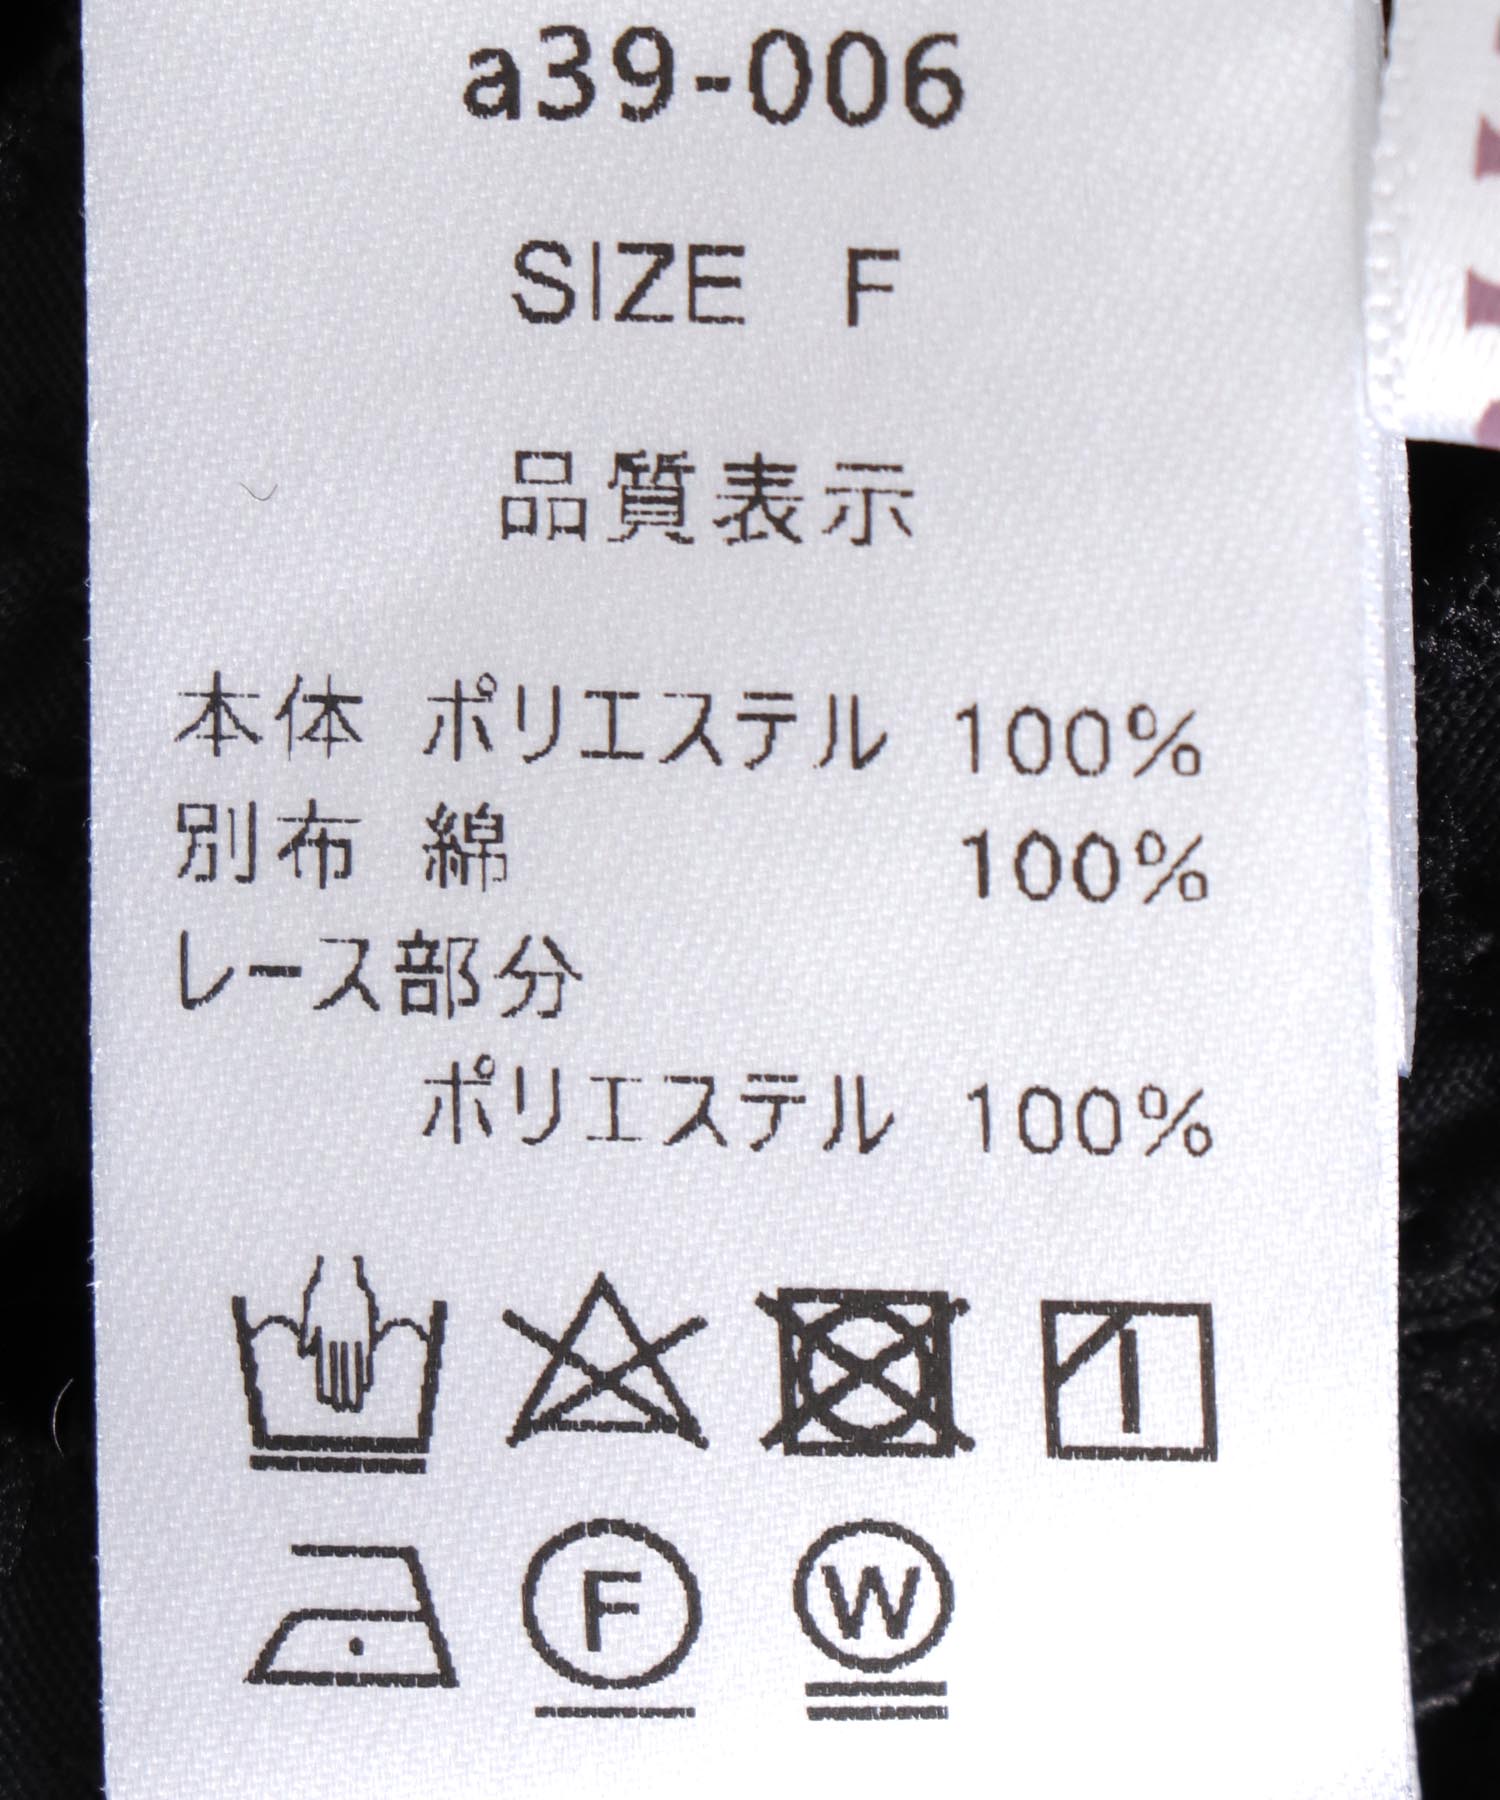 a39-006
SIZE F
品質表示
本体 ポリエステル 100%
別布 綿 100%
レース部分
ポリエステル 100%
F W